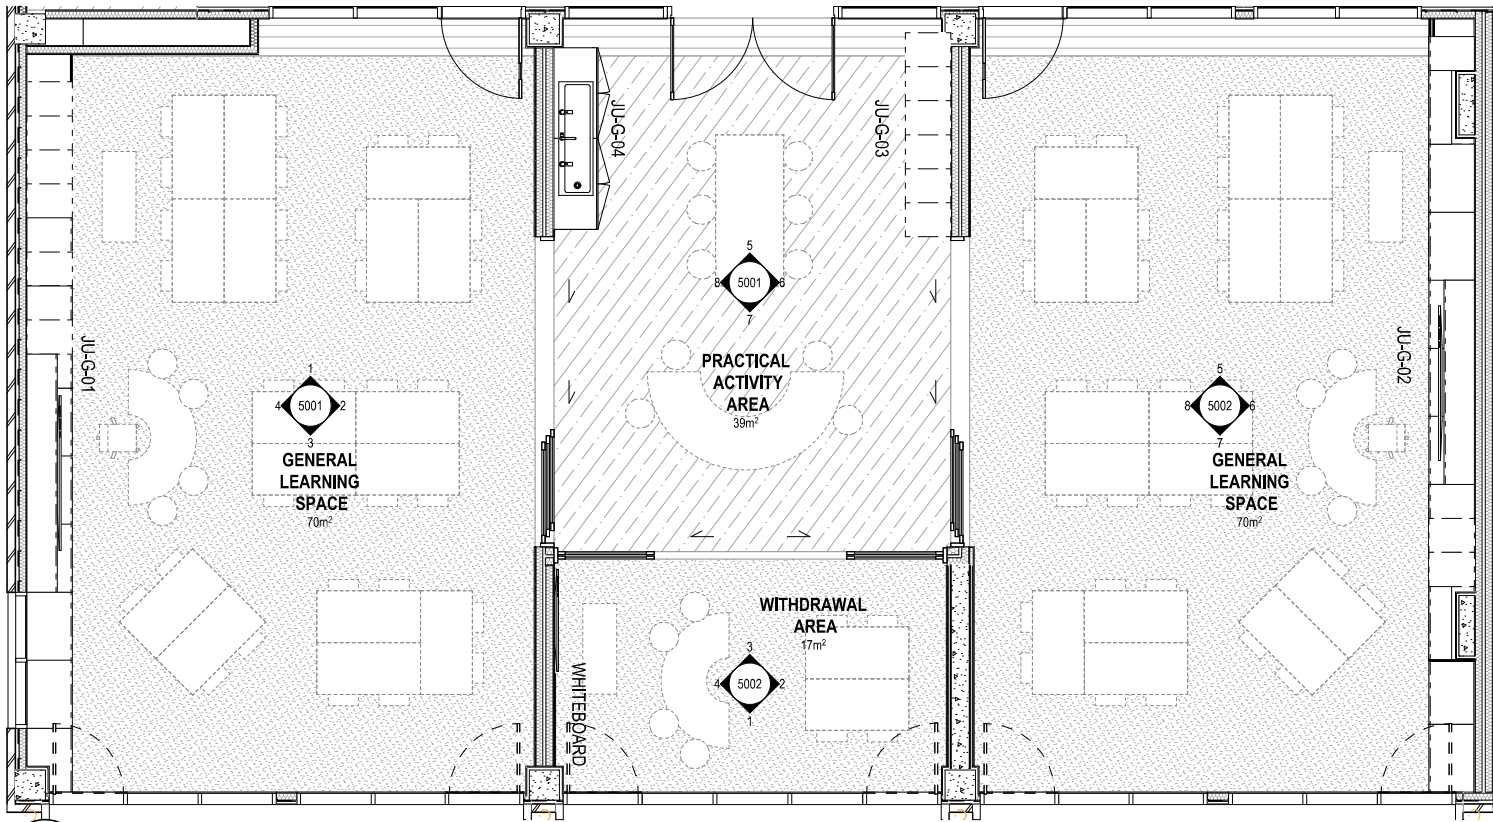 JU-G-04
JU-G-03
5
8 5001 6
7
JU-G-01
JU-G-02
PRACTICAL
ACTIVITY
AREA
39m²
1
4 5001 2
3
GENERAL
LEARNING
SPACE
70m²
5
8 5002 6
7
GENERAL
LEARNING
SPACE
70m²
WITHDRAWAL
AREA
17m²
3
4 5002 2
1
WHITEBOARD